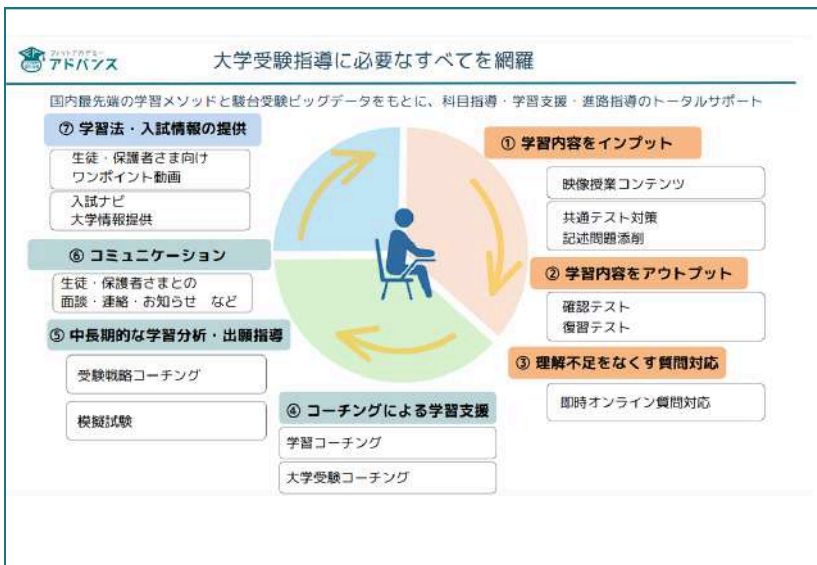 アドバンス
大学受験指導に必要なすべてを網羅
国内最先端の学習メソッドと駿台受験ビッグデータをもとに、科目指導・学習支援・進路指導のトータルサポート
① 学習内容をインプット
映像授業コンテンツ
共通テスト対策
記述問題添削
② 学習内容をアウトプット
確認テスト
復習テスト
③ 理解不足をなくす質問対応
即時オンライン質問対応
④ コーチングによる学習支援
学習コーチング
大学受験コーチング
⑤ 中長期的な学習分析・出願指導
受験戦略コーチング
模擬試験
⑥ コミュニケーション
生徒・保護者さまとの
面談・連絡・お知らせ など
⑦ 学習法・入試情報の提供
生徒・保護者さま向け
ワンポイント動画
入試ナビ
大学情報提供